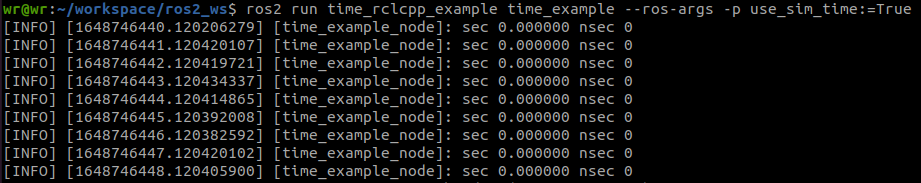 wr@wr:~/workspace/ros2_ws$ ros2 run time_rclcpp_example time_example --ros-args -p use_sim_time:=True
[INFO] [1648746440.120206279] [time_example_node]: sec 0.000000 nsec 0
[INFO] [1648746441.120420107] [time_example_node]: sec 0.000000 nsec 0
[INFO] [1648746442.120419721] [time_example_node]: sec 0.000000 nsec 0
[INFO] [1648746443.120434337] [time_example_node]: sec 0.000000 nsec 0
[INFO] [1648746444.120414865] [time_example_node]: sec 0.000000 nsec 0
[INFO] [1648746445.120392008] [time_example_node]: sec 0.000000 nsec 0
[INFO] [1648746446.120382592] [time_example_node]: sec 0.000000 nsec 0
[INFO] [1648746447.120420102] [time_example_node]: sec 0.000000 nsec 0
[INFO] [1648746448.120405900] [time_example_node]: sec 0.000000 nsec 0